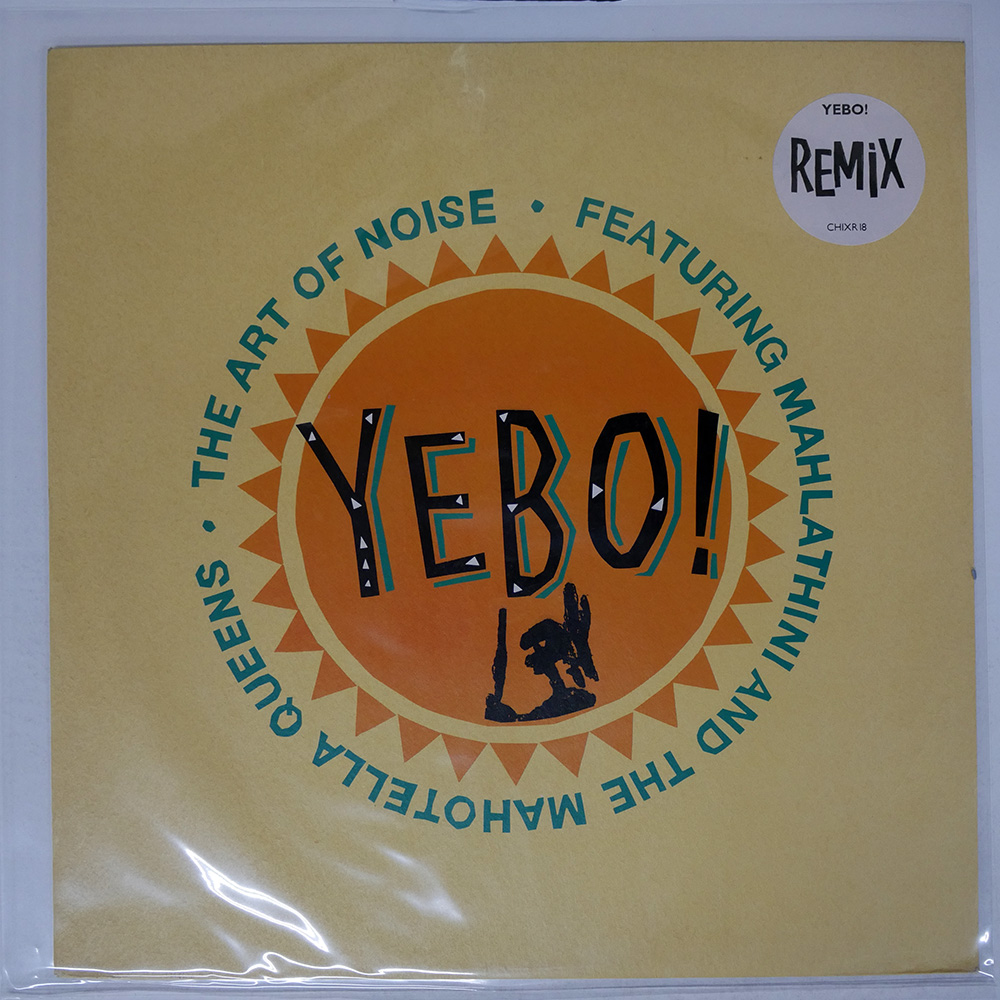 YEBO!
REMiX
CHIXR18
THE ART OF NOISE • FEATURING MAHLATHINI AND THE MAHOTELLA QUEENS •
YEBO!